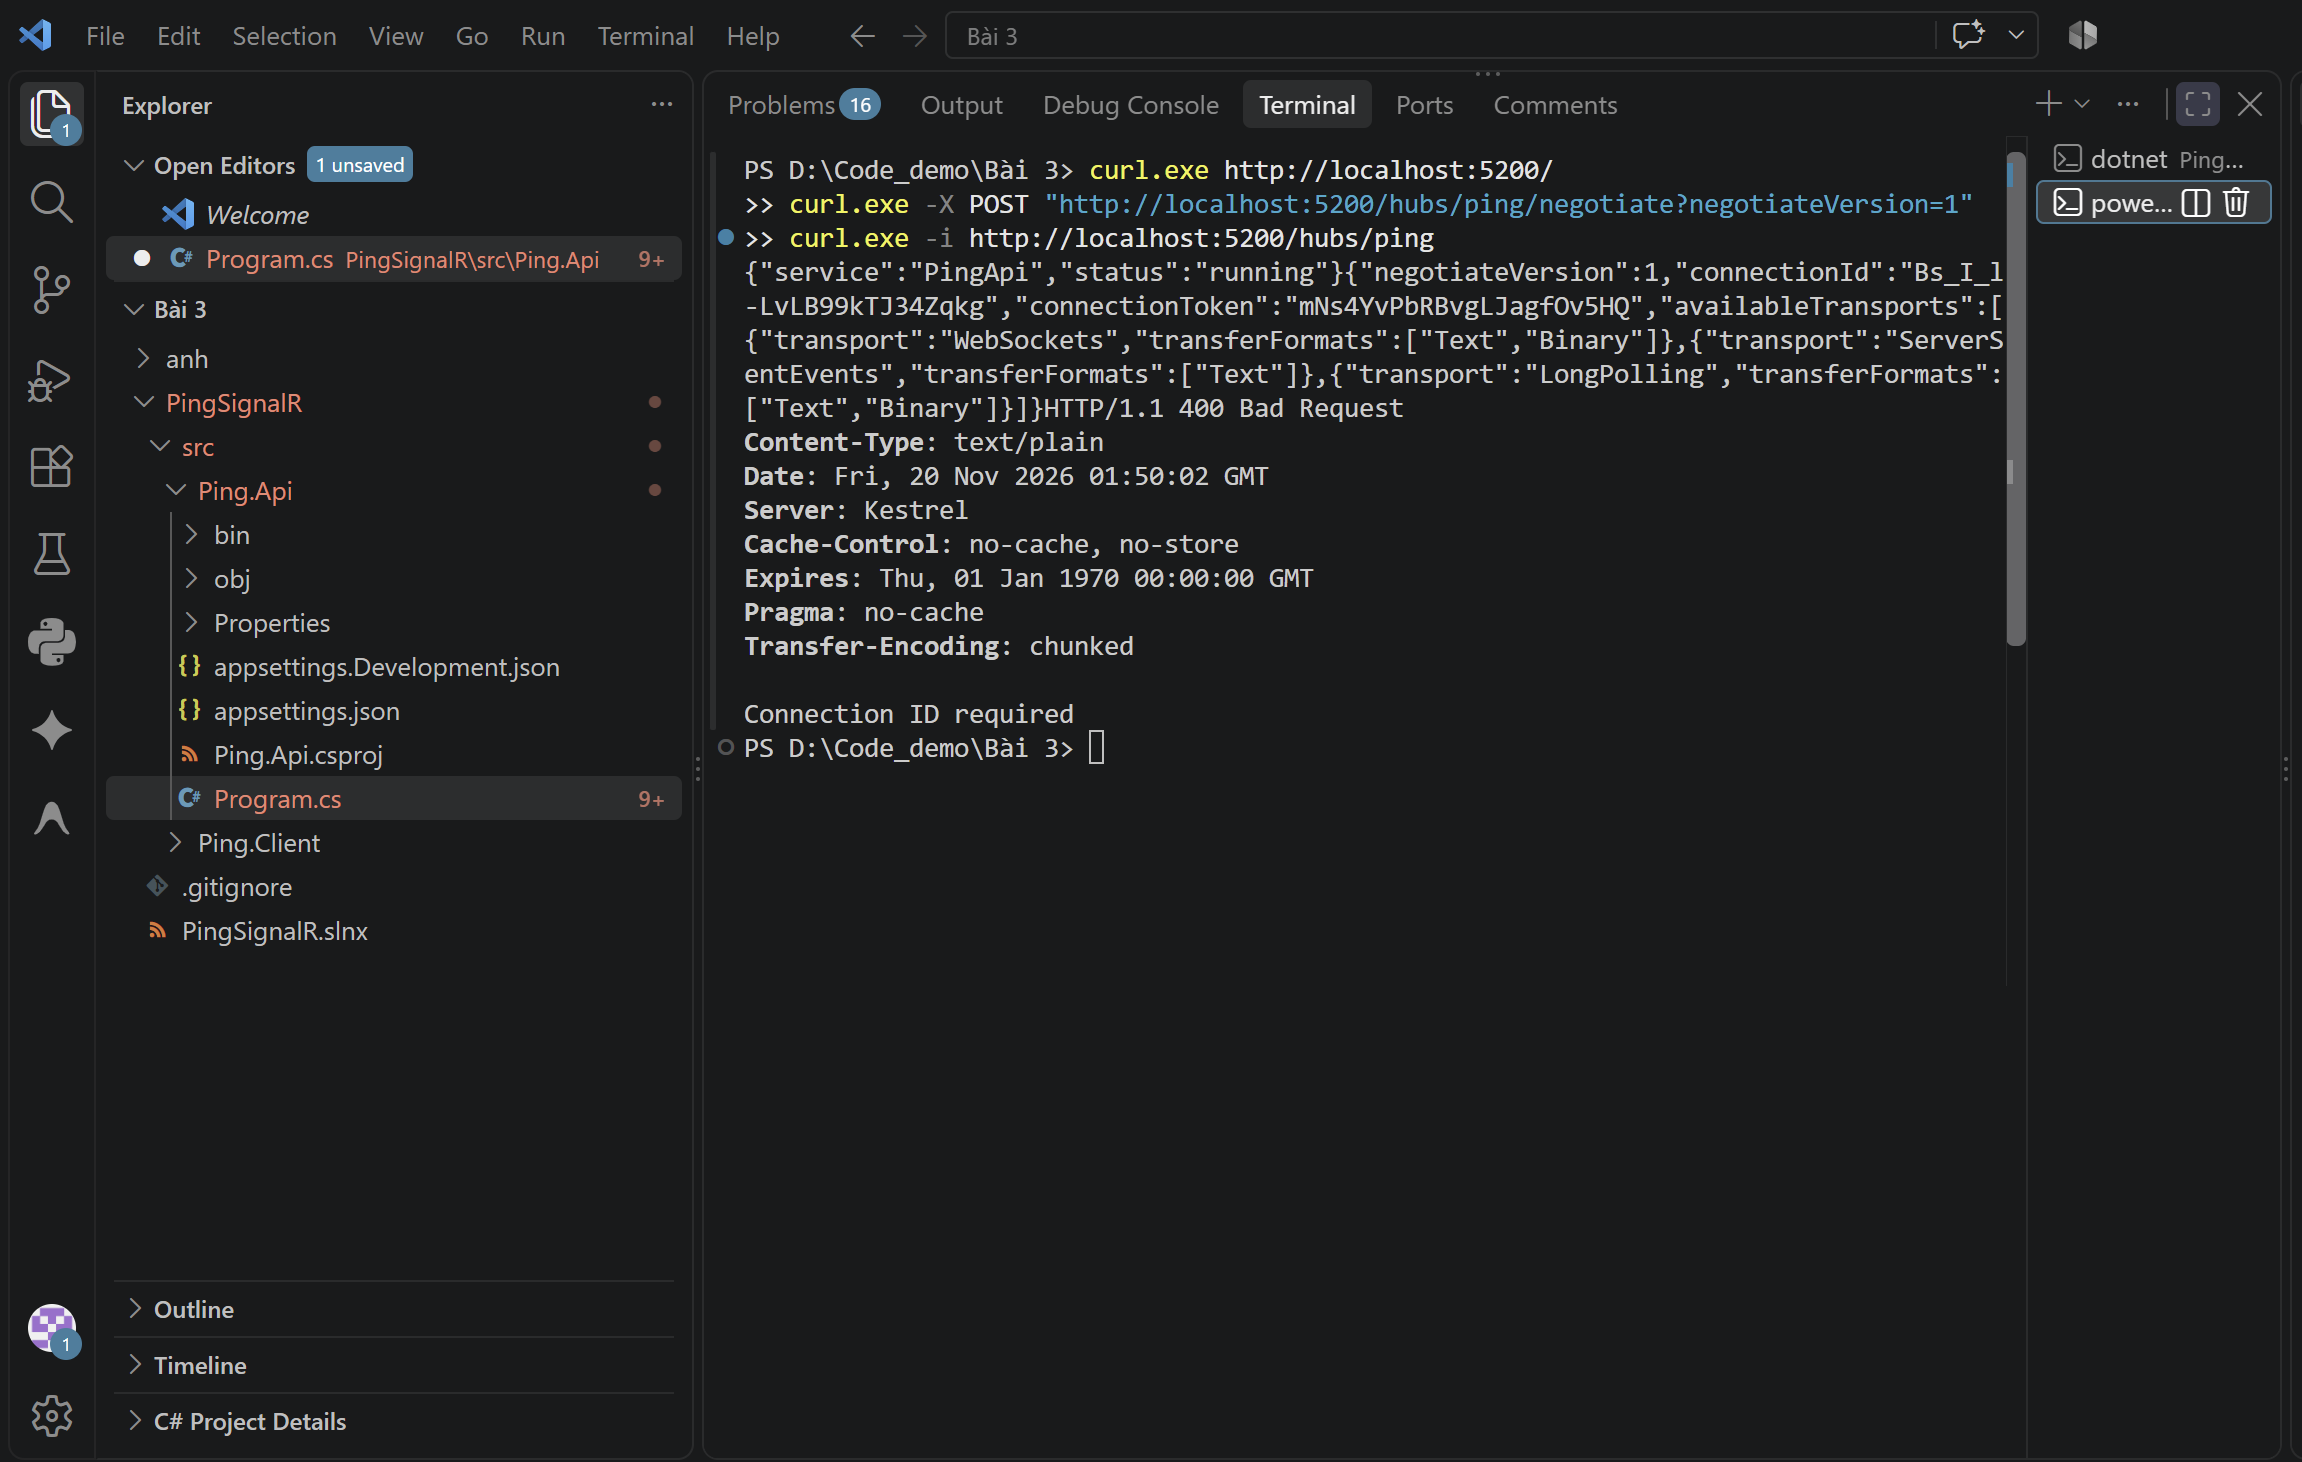 File Edit Selection View Go Run Terminal Help
Bài 3
Explorer
1
Open Editors 1 unsaved
Welcome
Program.cs PingSignalR\src\Ping.Api 9+
Bài 3
anh
PingSignalR
src
Ping.Api
bin
obj
Properties
{} appsettings.Development.json
{} appsettings.json
Ping.Api.csproj
C# Program.cs 9+
Ping.Client
.gitignore
PingSignalR.slnx
Outline
Timeline
C# Project Details
1
Problems 16 Output Debug Console Terminal Ports Comments
PS D:\Code_demo\Bài 3> curl.exe http://localhost:5200/
>> curl.exe -X POST "http://localhost:5200/hubs/ping/negotiate?negotiateVersion=1"
>> curl.exe -i http://localhost:5200/hubs/ping
{"service":"PingApi","status":"running"}{"negotiateVersion":1,"connectionId":"Bs_I_l
-LvLB99kTJ34Zqkg","connectionToken":"mNs4YvPbRBvgLJagfOv5HQ","availableTransports":[
{"transport":"WebSockets","transferFormats":["Text","Binary"]},{"transport":"ServerS
entEvents","transferFormats":["Text"]},{"transport":"LongPolling","transferFormats":
["Text","Binary"]}]}HTTP/1.1 400 Bad Request
Content-Type: text/plain
Date: Fri, 20 Nov 2026 01:50:02 GMT
Server: Kestrel
Cache-Control: no-cache, no-store
Expires: Thu, 01 Jan 1970 00:00:00 GMT
Pragma: no-cache
Transfer-Encoding: chunked
Connection ID required
PS D:\Code_demo\Bài 3>
dotnet Ping...
powe...